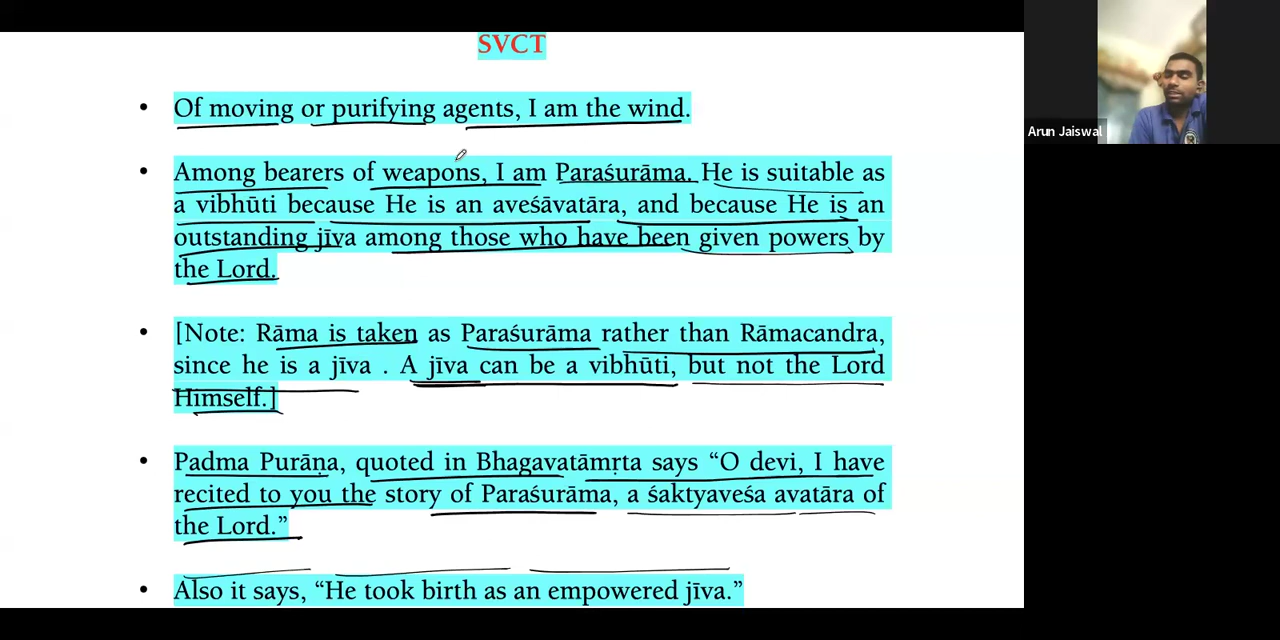 SVCT
• Of moving or purifying agents, I am the wind.
• Among bearers of weapons, I am Paraśurāma. He is suitable as
a vibhūti because He is an aveśāvatāra, and because He is an
outstanding jīva among those who have been given powers by
the Lord.
• [Note: Rāma is taken as Paraśurāma rather than Rāmacandra,
since he is a jīva . A jīva can be a vibhūti, but not the Lord
Himself.]
• Padma Purāṇa, quoted in Bhagavatāmṛta says “O devi, I have
recited to you the story of Paraśurāma, a śaktyaveśa avatāra of
the Lord.”
• Also it says, “He took birth as an empowered jīva.”
Arun Jaiswal